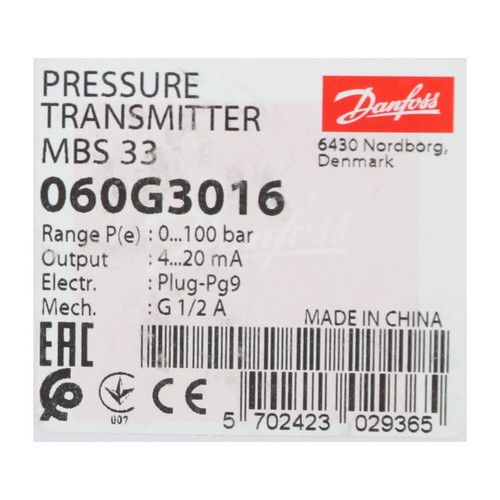 PRESSURE
TRANSMITTER
MBS 33
Danfoss
6430 Nordborg,
Denmark
060G3016
Range P(e) : 0...100 bar
Output : 4...20 mA
Electr. : Plug-Pg9
Mech. : G 1/2 A
Danfoss
MADE IN CHINA
EAC
007
CE
5 702423 029365